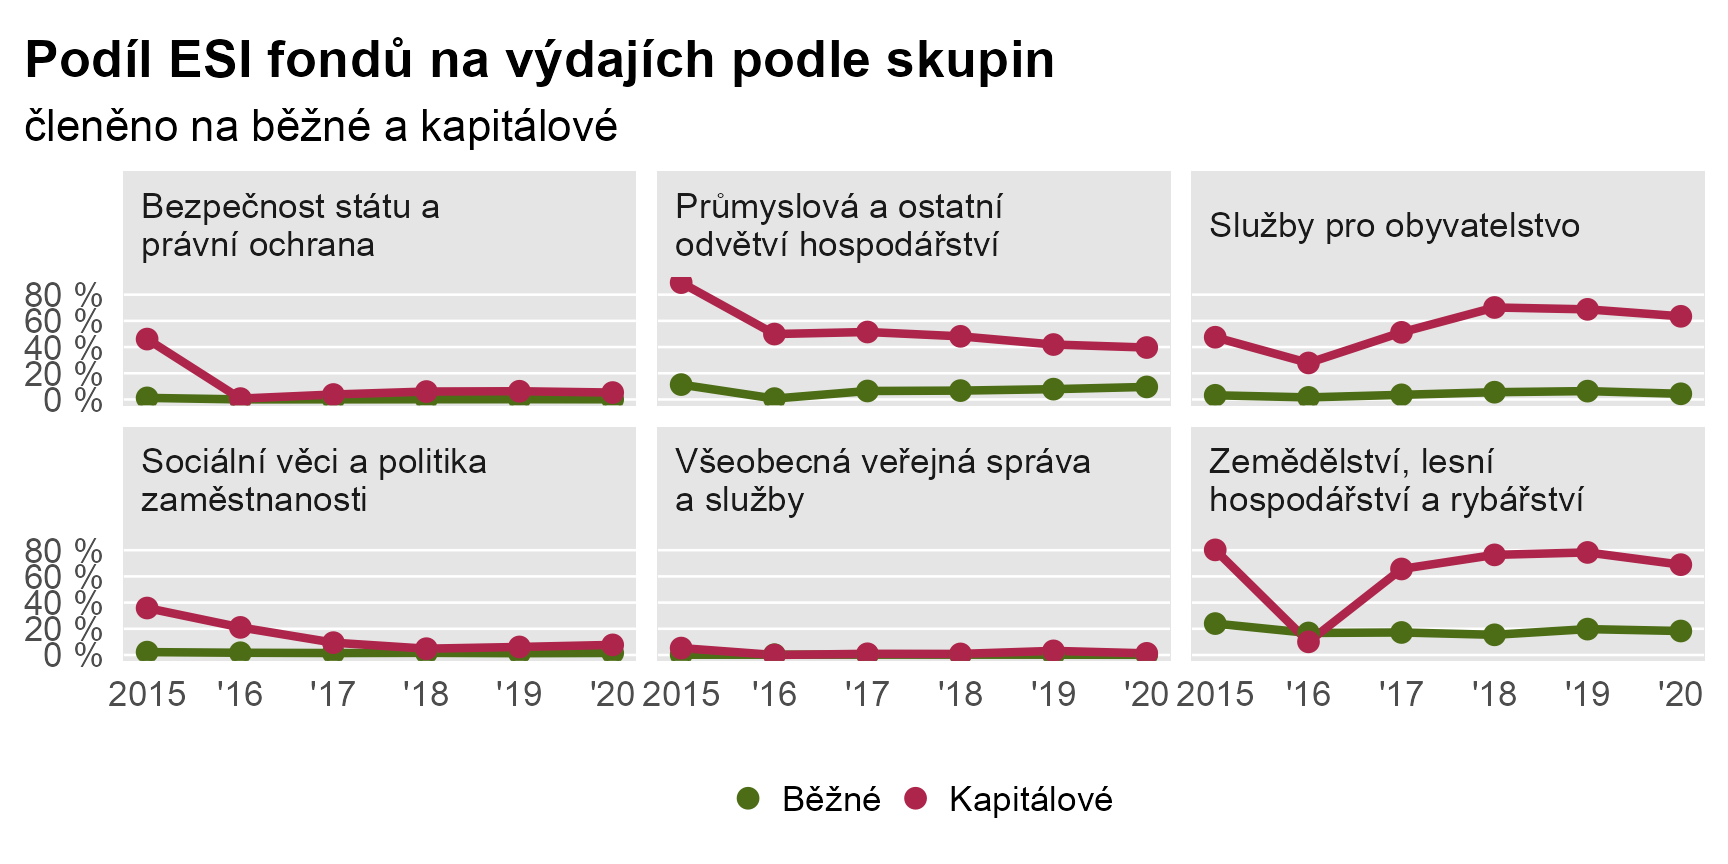 Podíl ESI fondů na výdajích podle skupin
členěno na běžné a kapitálové
Bezpečnost státu a
právní ochrana
Průmyslová a ostatní
odvětví hospodářství
Služby pro obyvatelstvo
80 %
60 %
40 %
20 %
0 %
Sociální věci a politika
zaměstnanosti
Všeobecná veřejná správa
a služby
Zemědělství, lesní
hospodářství a rybářství
80 %
60 %
40 %
20 %
0 %
2015 '16 '17 '18 '19 '20 2015 '16 '17 '18 '19 '20 2015 '16 '17 '18 '19 '20
Běžné Kapitálové